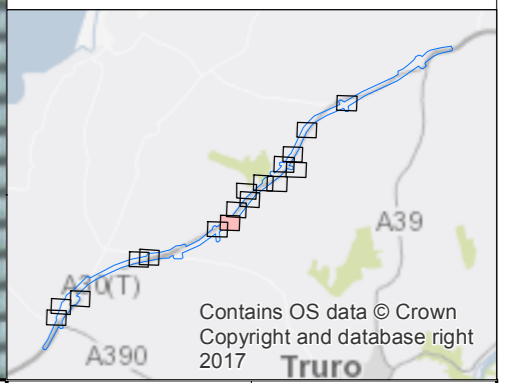 A39
A30(T)
Contains OS data © Crown
Copyright and database right
2017
A390
Truro